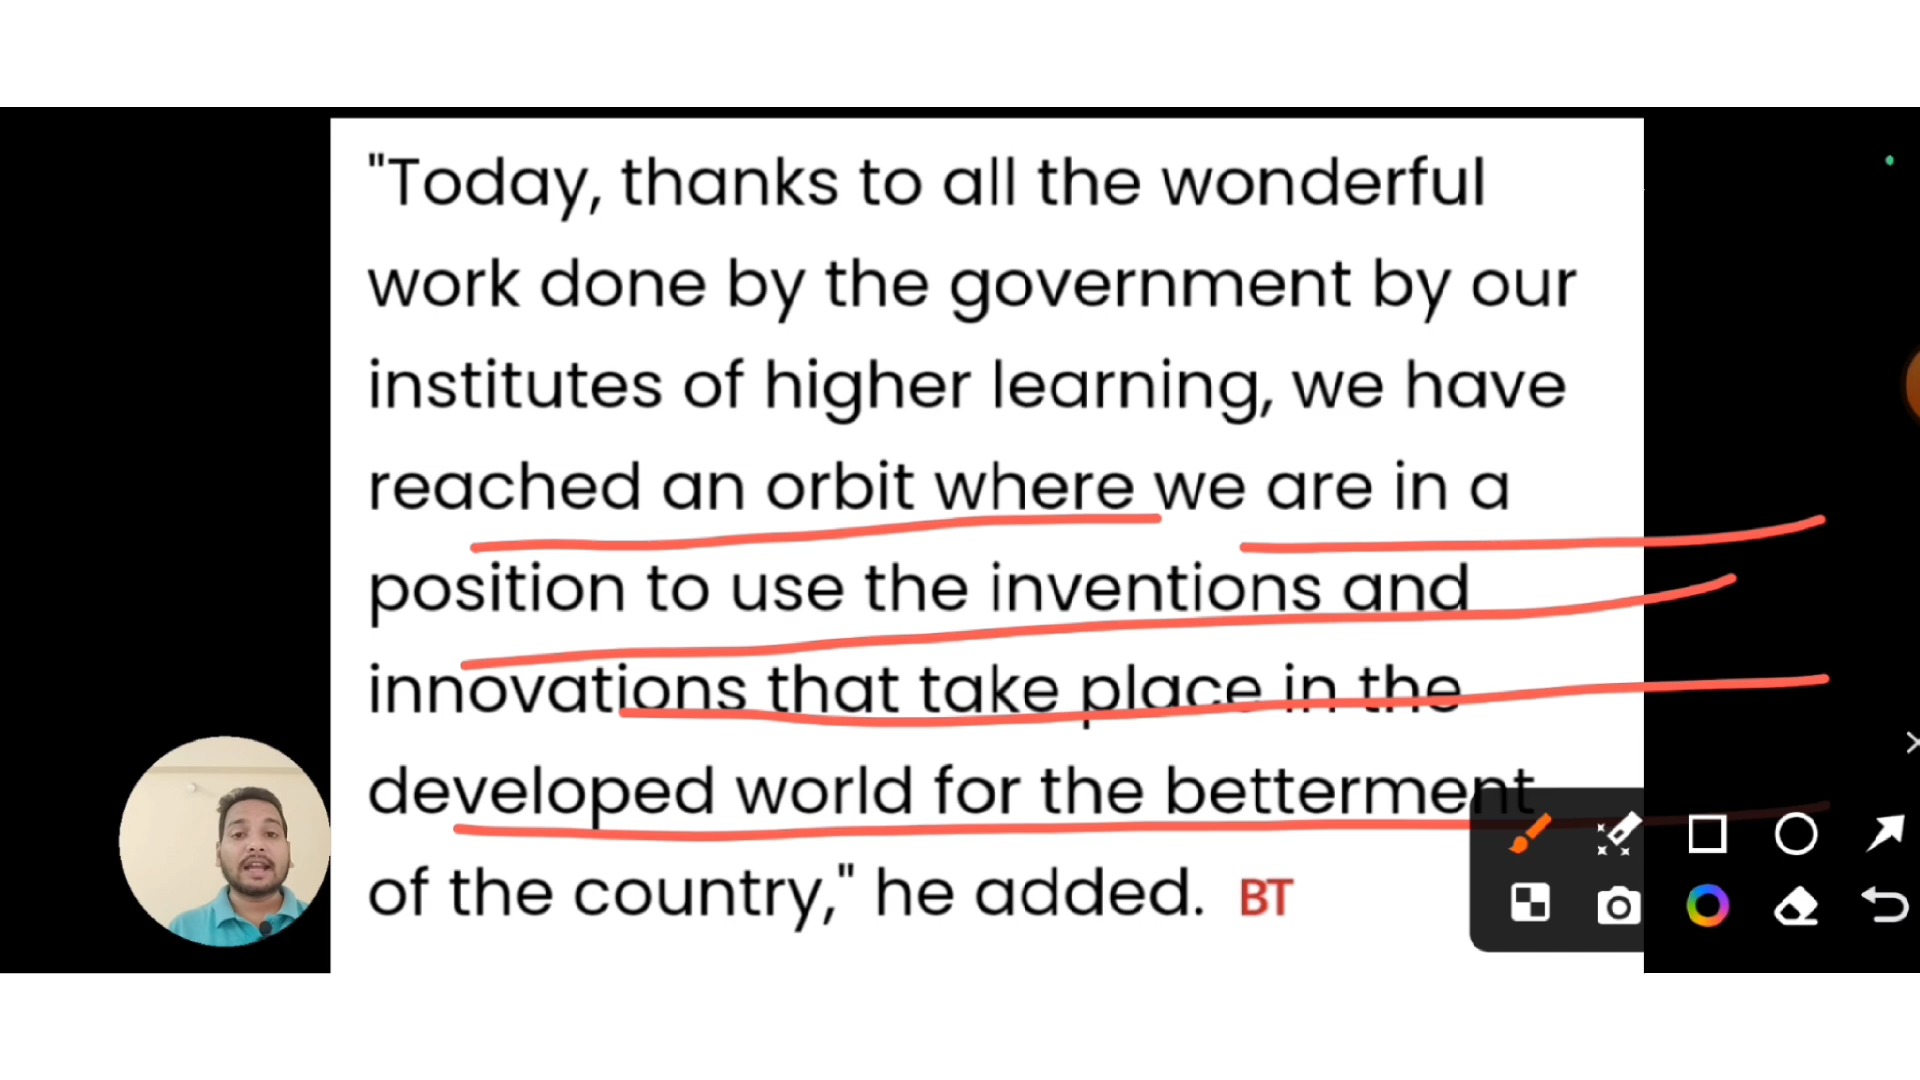 "Today, thanks to all the wonderful
work done by the government by our
institutes of higher learning, we have
reached an orbit where we are in a
position to use the inventions and
innovations that take place in the
developed world for the betterment
of the country," he added. BT